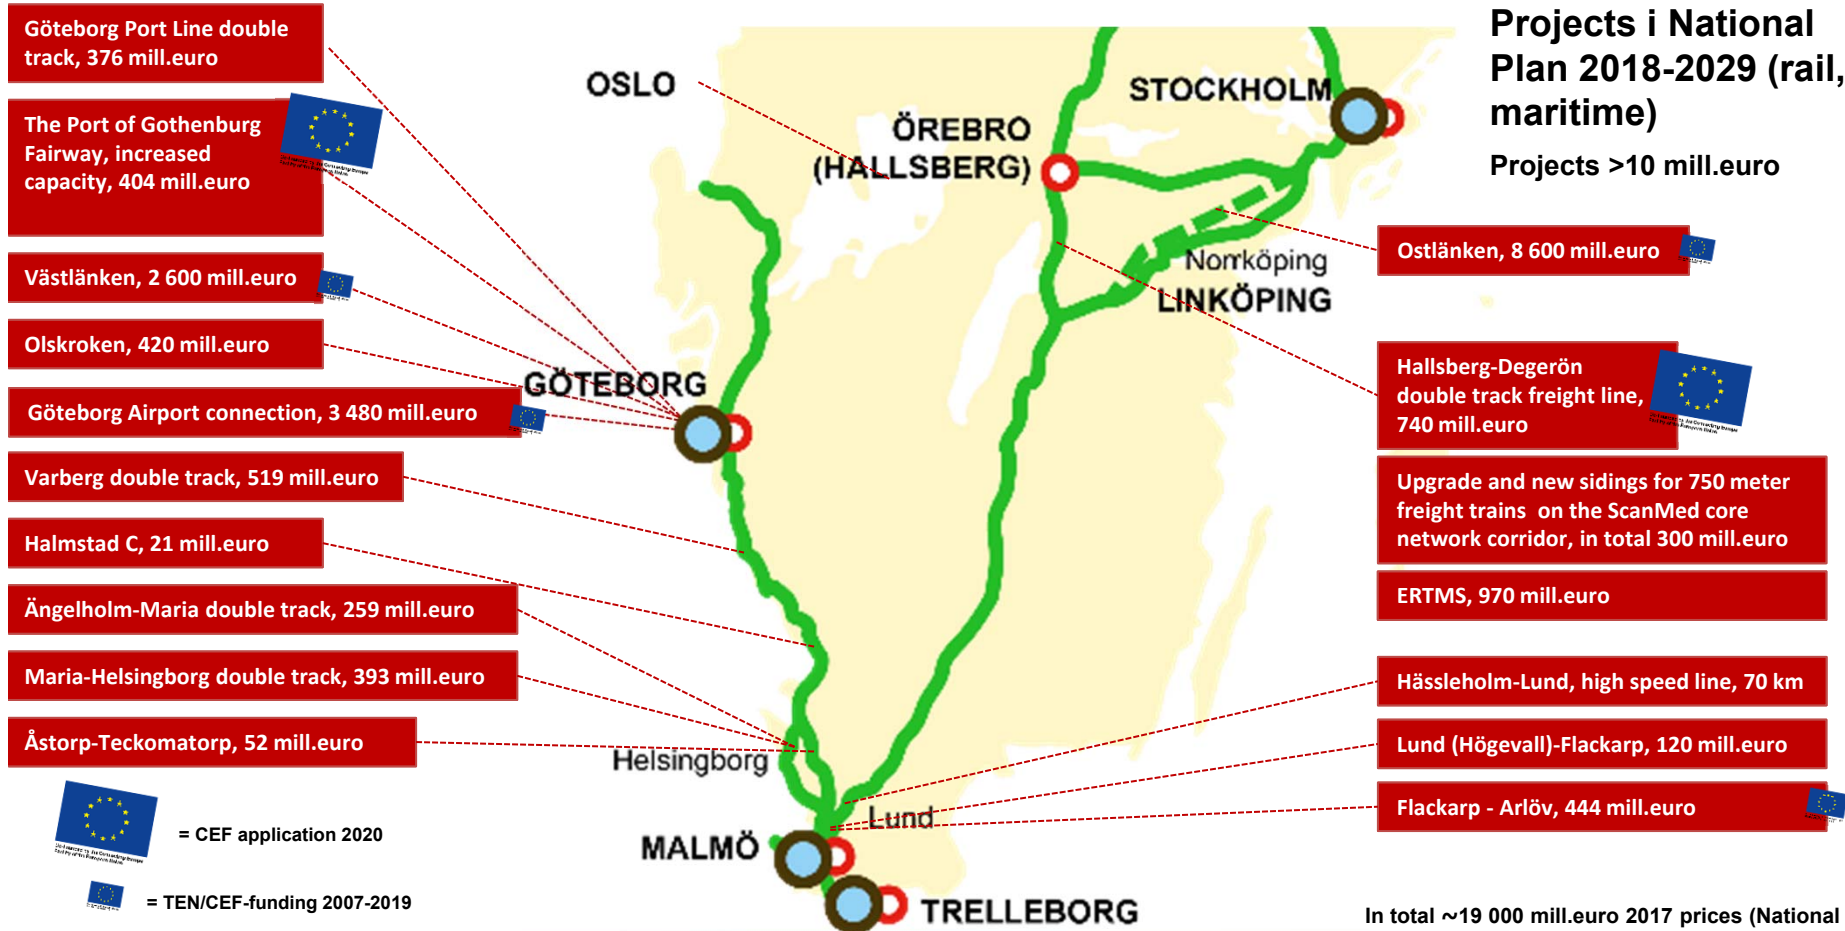 Göteborg Port Line double
track, 376 mill.euro
The Port of Gothenburg
Fairway, increased
capacity, 404 mill.euro
Västlänken, 2 600 mill.euro
Olskroken, 420 mill.euro
Göteborg Airport connection, 3 480 mill.euro
Varberg double track, 519 mill.euro
Halmstad C, 21 mill.euro
Ängelholm-Maria double track, 259 mill.euro
Maria-Helsingborg double track, 393 mill.euro
Åstorp-Teckomatorp, 52 mill.euro
= CEF application 2020
= TEN/CEF-funding 2007-2019
OSLO
STOCKHOLM
ÖREBRO
(HALLSBERG)
Norrköping
LINKÖPING
GÖTEBORG
Helsingborg
Lund
MALMÖ
TRELLEBORG
Projects i National
Plan 2018-2029 (rail,
maritime)
Projects >10 mill.euro
Ostlänken, 8 600 mill.euro
Hallsberg-Degerön
double track freight line,
740 mill.euro
Upgrade and new sidings for 750 meter
freight trains on the ScanMed core
network corridor, in total 300 mill.euro
ERTMS, 970 mill.euro
Hässleholm-Lund, high speed line, 70 km
Lund (Högevall)-Flackarp, 120 mill.euro
Flackarp - Arlöv, 444 mill.euro
In total ~19 000 mill.euro 2017 prices (National